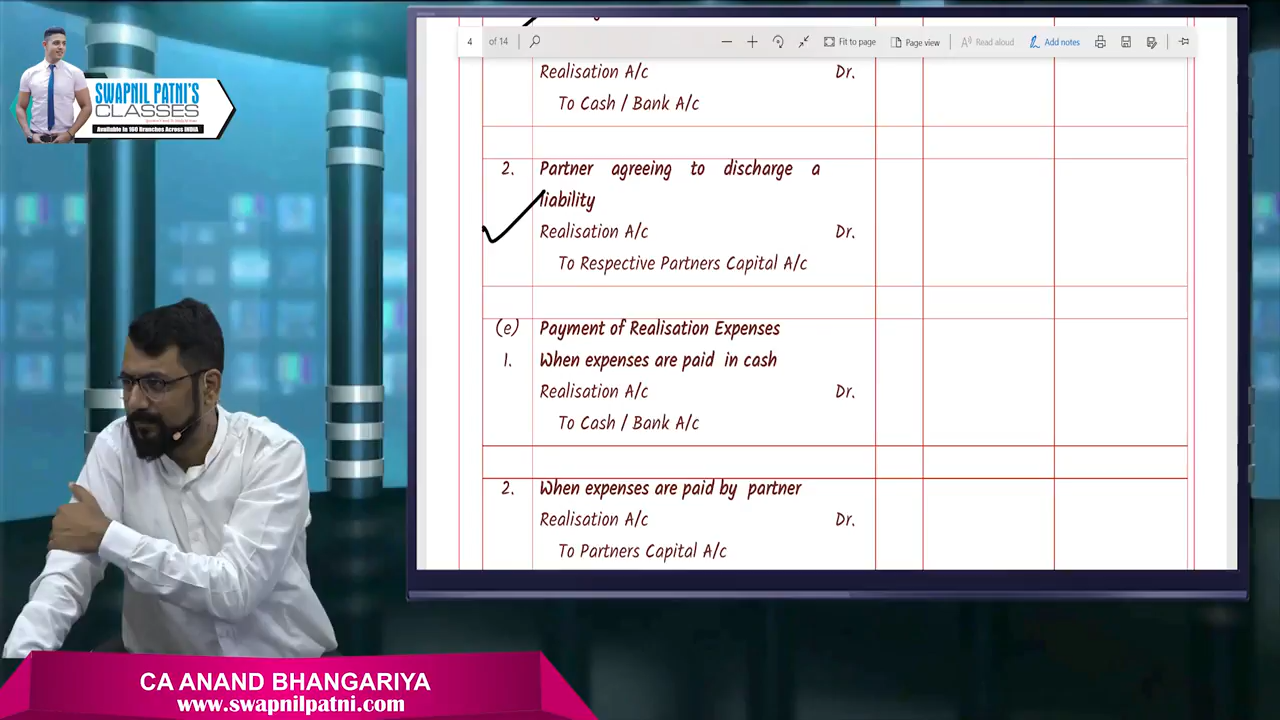 SWAPNIL PATNI'S
CLASSES
Available In 160 Branches Across INDIA
4 of 14
Fit to page
Page view
Read aloud
Add notes
Realisation A/c Dr.
To Cash / Bank A/c
2. Partner agreeing to discharge a
liability
Realisation A/c Dr.
To Respective Partners Capital A/c
(e) Payment of Realisation Expenses
1. When expenses are paid in cash
Realisation A/c Dr.
To Cash / Bank A/c
2. When expenses are paid by partner
Realisation A/c Dr.
To Partners Capital A/c
CA ANAND BHANGARIYA
www.swapnilpatni.com